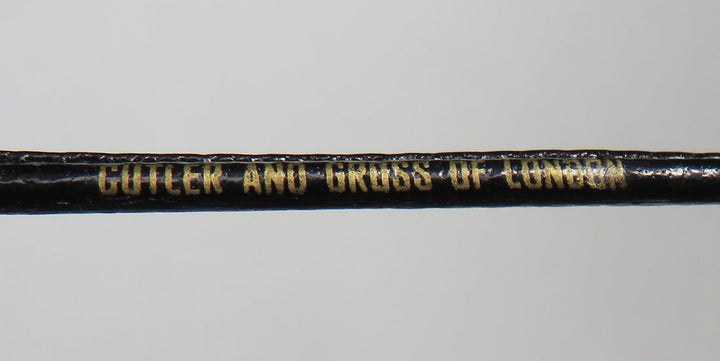 CUTLER AND GROSS OF LONDON